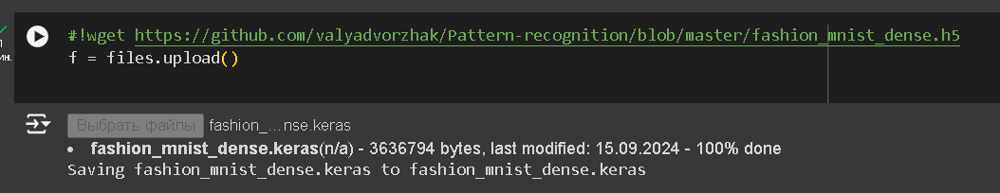 #!wget https://github.com/valyadvorzhak/Pattern-recognition/blob/master/fashion_mnist_dense.h5
f = files.upload()
ин.
Выбрать файлы fashion_...nse.keras
• fashion_mnist_dense.keras(n/a) - 3636794 bytes, last modified: 15.09.2024 - 100% done
Saving fashion_mnist_dense.keras to fashion_mnist_dense.keras